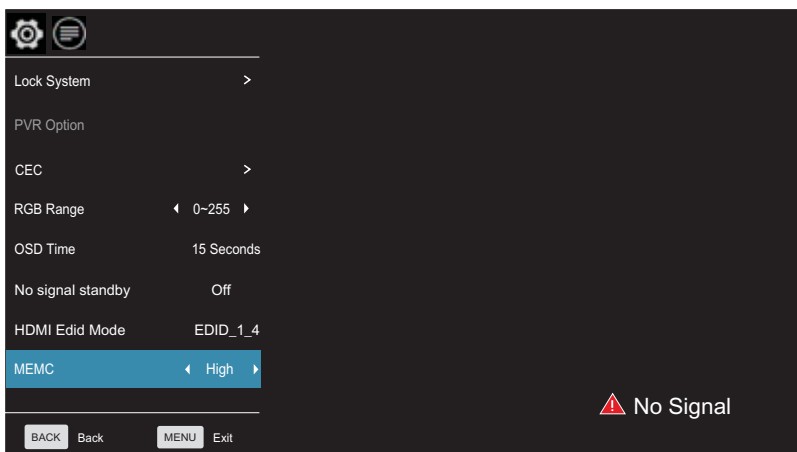 Lock System >
PVR Option
CEC >
RGB Range 0~255
OSD Time 15 Seconds
No signal standby Off
HDMI Edid Mode EDID_1_4
MEMC High
No Signal
BACK Back MENU Exit